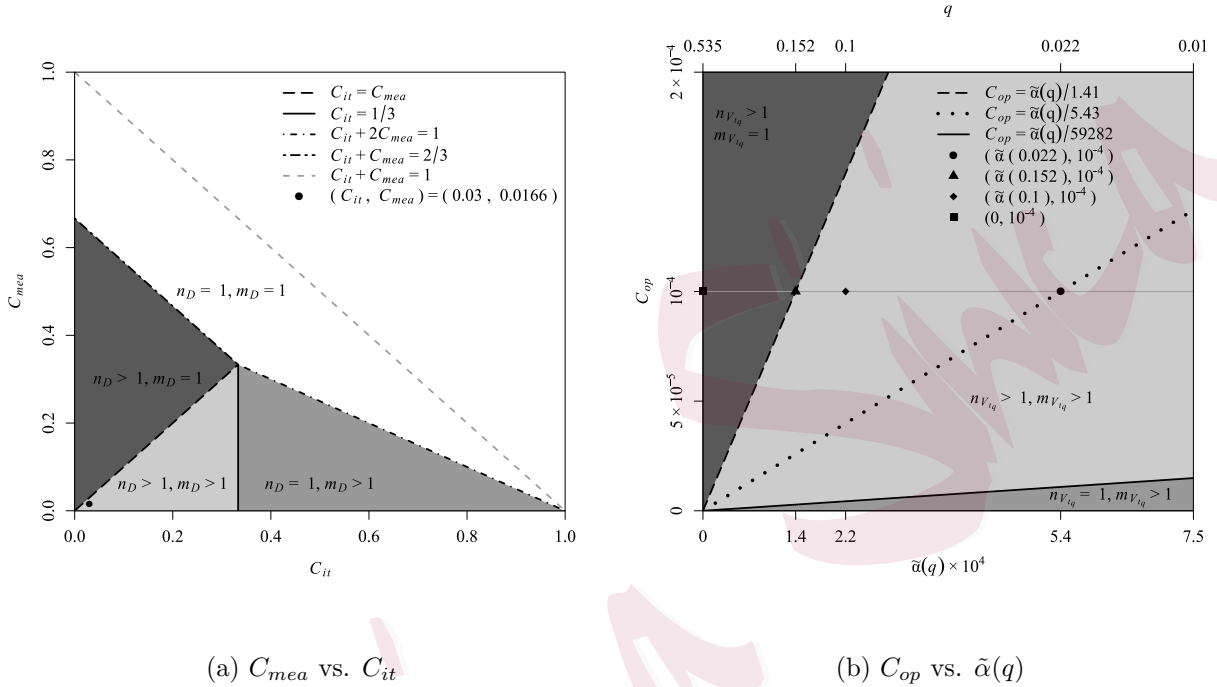 1.0
0.8
0.6
0.4
0.2
0.0
C_mea
0.0 0.2 0.4 0.6 0.8 1.0
C_it
C_it = C_mea
C_it = 1/3
C_it + 2C_mea = 1
C_it + C_mea = 2/3
C_it + C_mea = 1
( C_it , C_mea ) = ( 0.03 , 0.0166 )
n_D = 1 , m_D = 1
n_D > 1 , m_D = 1
n_D > 1 , m_D > 1
n_D = 1 , m_D > 1
(a) C_mea vs. C_it
q
0.535 0.152 0.1 0.022 0.01
2 × 10⁻⁴
10⁻⁴
5 × 10⁻⁵
0
C_op
n_V_tq > 1
m_V_tq = 1
C_op = α̃(q)/1.41
C_op = α̃(q)/5.43
C_op = α̃(q)/59282
( α̃ ( 0.022 ) , 10⁻⁴ )
( α̃ ( 0.152 ) , 10⁻⁴ )
( α̃ ( 0.1 ) , 10⁻⁴ )
(0, 10⁻⁴ )
n_V_tq > 1 , m_V_tq > 1
n_V_tq = 1 , m_V_tq > 1
0 1.4 2.2 5.4 7.5
α̃(q) × 10⁴
(b) C_op vs. α̃(q)